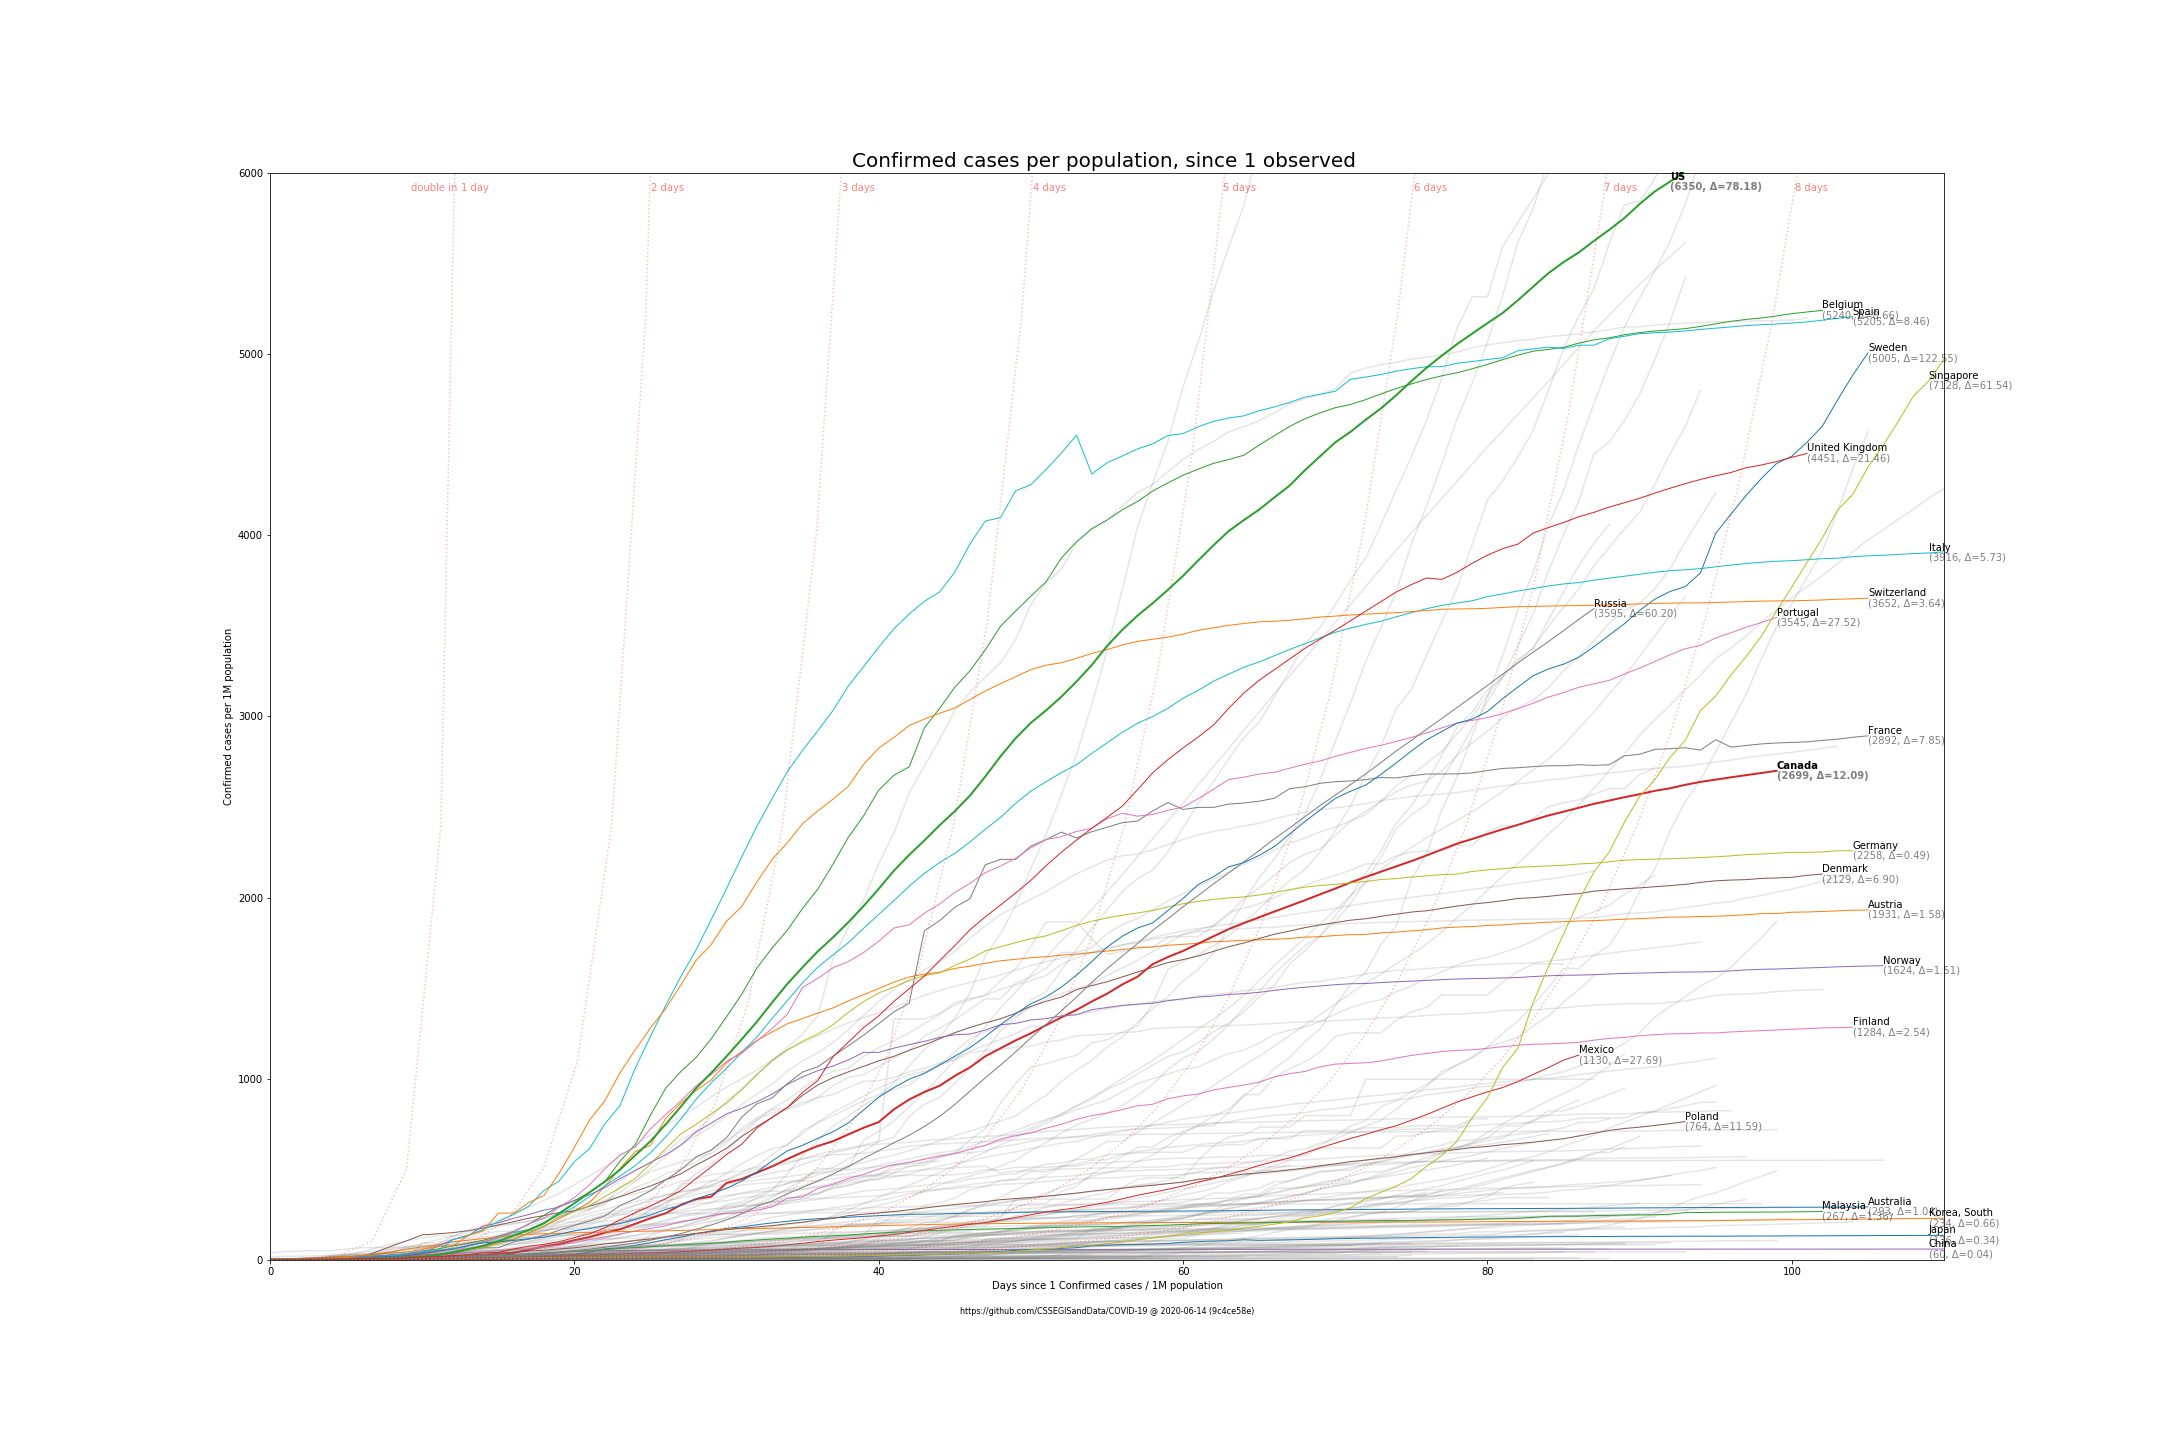 Confirmed cases per population, since 1 observed
6000
5000
4000
3000
2000
1000
0
Confirmed cases per 1M population
double in 1 day
2 days
3 days
4 days
5 days
6 days
7 days
8 days
US
(6350, Δ=78.18)
Belgium
(5240,
Spain
(5205, Δ=8.46)
Sweden
(5005, Δ=122.55)
Singapore
(7128, Δ=61.54)
United Kingdom
(4451, Δ=21.46)
Italy
(3916, Δ=5.73)
Switzerland
(3652, Δ=3.64)
Russia
(3595, Δ=60.20)
Portugal
(3545, Δ=27.52)
France
(2892, Δ=7.85)
Canada
(2699, Δ=12.09)
Germany
(2258, Δ=0.49)
Denmark
(2129, Δ=6.90)
Austria
(1931, Δ=1.58)
Norway
(1624, Δ=1.51)
Finland
(1284, Δ=2.54)
Mexico
(1130, Δ=27.69)
Poland
(764, Δ=11.59)
Australia
(293,
Malaysia
(267, Δ=1.36)
Korea, South
(234, Δ=0.66)
Japan
Δ=0.34)
China
(60, Δ=0.04)
0
20
40
60
80
100
Days since 1 Confirmed cases / 1M population
https://github.com/CSSEGISandData/COVID-19 @ 2020-06-14 (9c4ce58e)